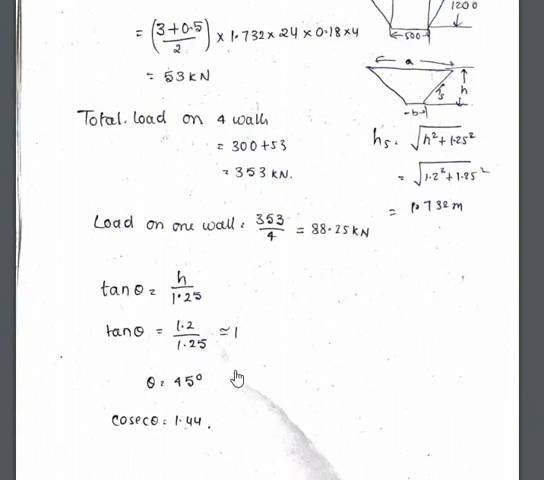 1200
= (3+0.5/2) x 1.732 x 24 x 0.18 x 4
500
= 53 kN
a
h
hs
b
Total load on 4 walls
= 300+53
= 353 kN.
hs = √h²+1.25²
= √1.2²+1.25²
= 1.732m
Load on one wall = 353/4 = 88.25 kN
tanθ = h/1.25
tanθ = 1.2/1.25 ≃ 1
θ = 45°
cosecθ = 1.44.